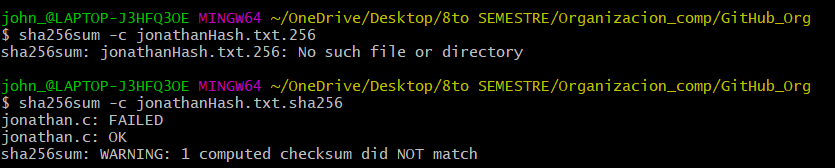 john_@LAPTOP-J3HFQ3OE MINGW64 ~/OneDrive/Desktop/8to SEMESTRE/Organizacion_comp/GitHub_Org
$ sha256sum -c jonathanHash.txt.256
sha256sum: jonathanHash.txt.256: No such file or directory
john_@LAPTOP-J3HFQ3OE MINGW64 ~/OneDrive/Desktop/8to SEMESTRE/Organizacion_comp/GitHub_Org
$ sha256sum -c jonathanHash.txt.sha256
jonathan.c: FAILED
jonathan.c: OK
sha256sum: WARNING: 1 computed checksum did NOT match